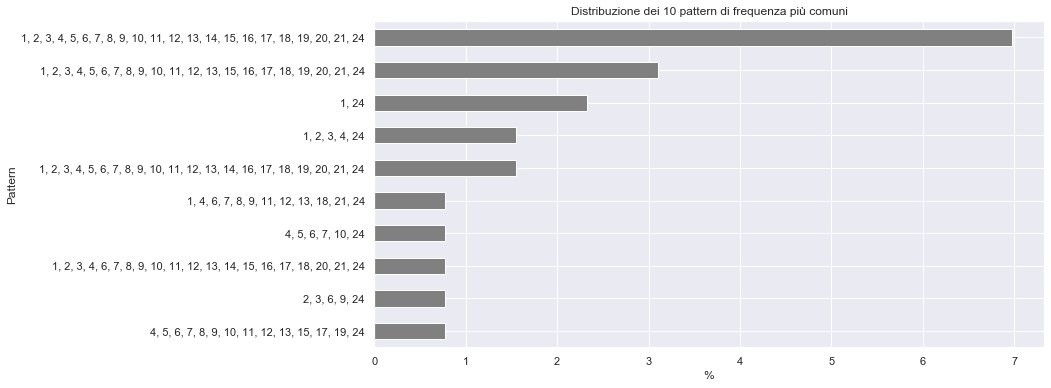 Distribuzione dei 10 pattern di frequenza più comuni
1, 2, 3, 4, 5, 6, 7, 8, 9, 10, 11, 12, 13, 14, 15, 16, 17, 18, 19, 20, 21, 24
1, 2, 3, 4, 5, 6, 7, 8, 9, 10, 11, 12, 13, 15, 16, 17, 18, 19, 20, 21, 24
1, 24
1, 2, 3, 4, 24
1, 2, 3, 4, 5, 6, 7, 8, 9, 10, 11, 12, 13, 14, 16, 17, 18, 19, 20, 21, 24
1, 4, 6, 7, 8, 9, 11, 12, 13, 18, 21, 24
4, 5, 6, 7, 10, 24
1, 2, 3, 4, 6, 7, 8, 9, 10, 11, 12, 13, 14, 15, 16, 17, 18, 20, 21, 24
2, 3, 6, 9, 24
4, 5, 6, 7, 8, 9, 10, 11, 12, 13, 15, 17, 19, 24
Pattern
0 1 2 3 4 5 6 7
%